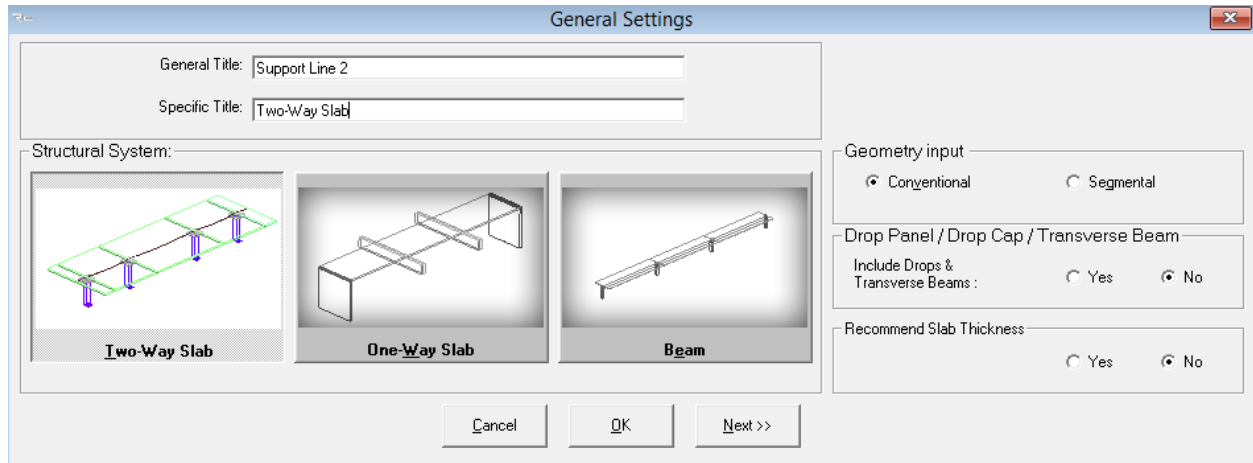 General Settings
General Title: Support Line 2
Specific Title: Two-Way Slab
Structural System:
Two-Way Slab
One-Way Slab
Beam
Geometry input
Conventional Segmental
Drop Panel / Drop Cap / Transverse Beam
Include Drops &
Transverse Beams : Yes No
Recommend Slab Thickness
Yes No
Cancel OK Next >>